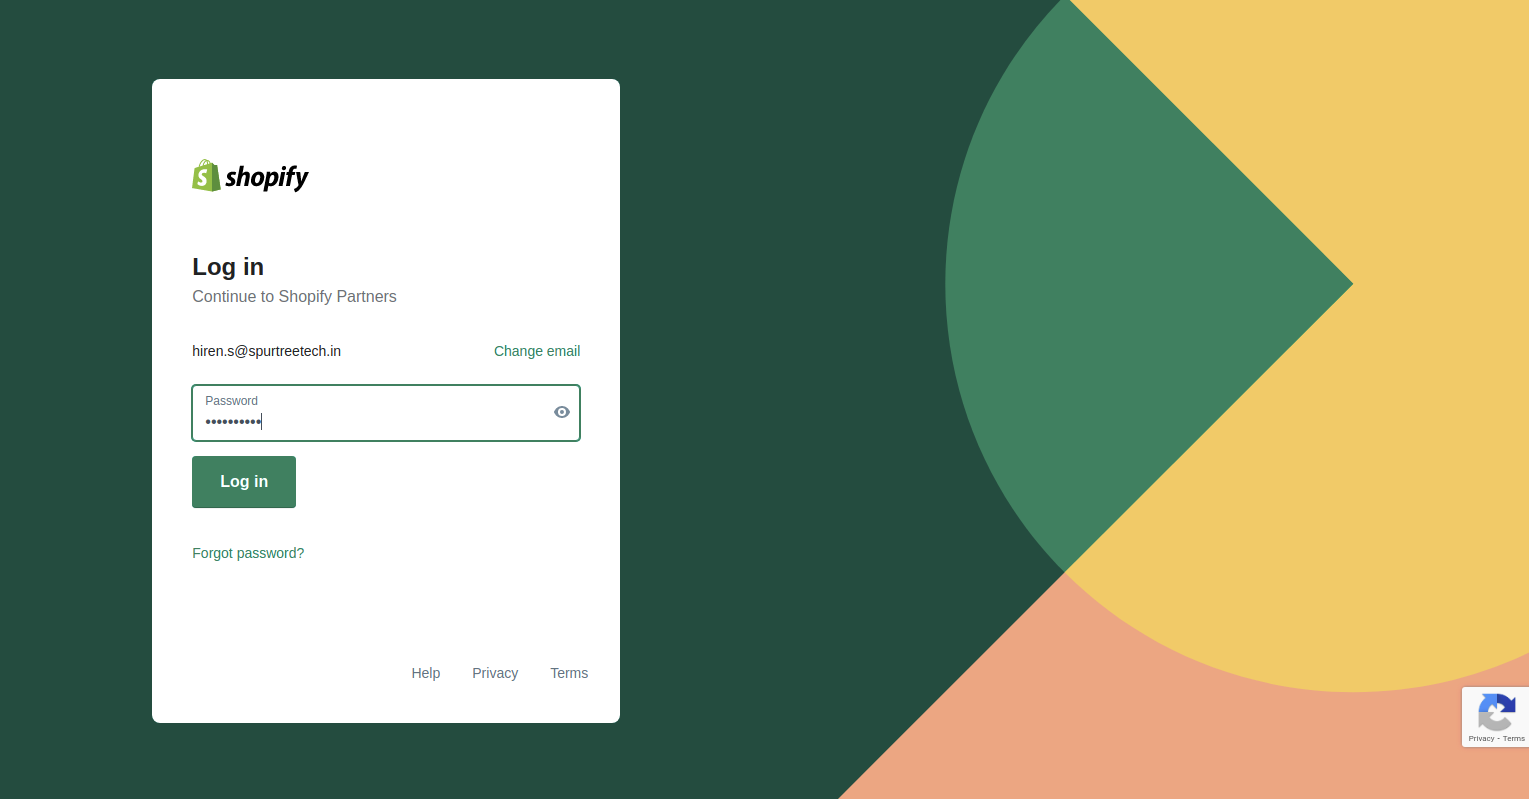 shopify
Log in
Continue to Shopify Partners
hiren.s@spurtreetech.in Change email
Password
••••••••••
Log in
Forgot password?
Help Privacy Terms
Privacy - Terms